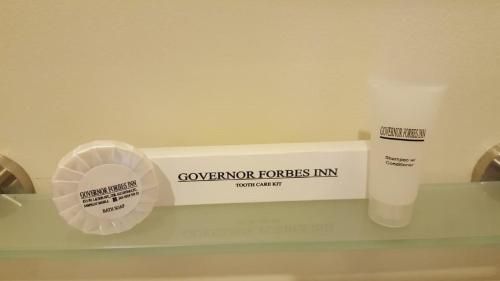 GOVERNOR FORBES INN
BATH SOAP
GOVERNOR FORBES INN
TOOTH CARE KIT
GOVERNOR FORBES INN
Shampoo w/
Conditioner